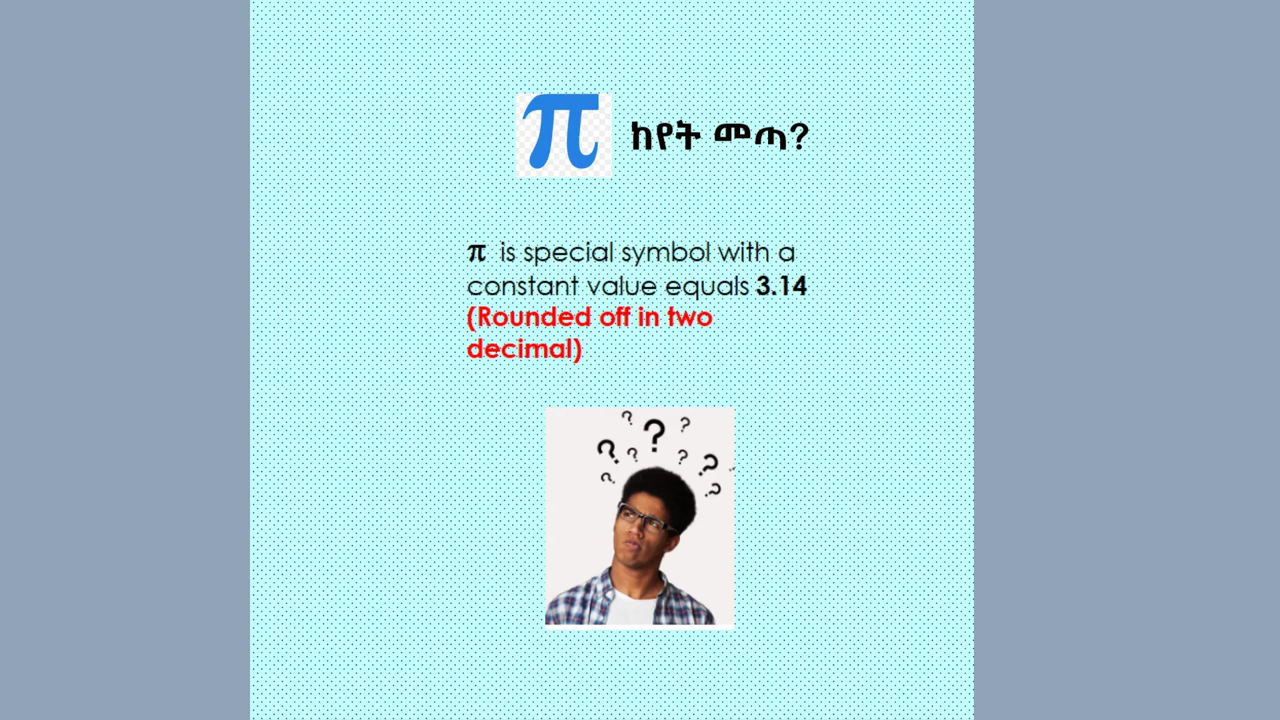 π ከየት መጣ?
π is special symbol with a
constant value equals 3.14
(Rounded off in two
decimal)